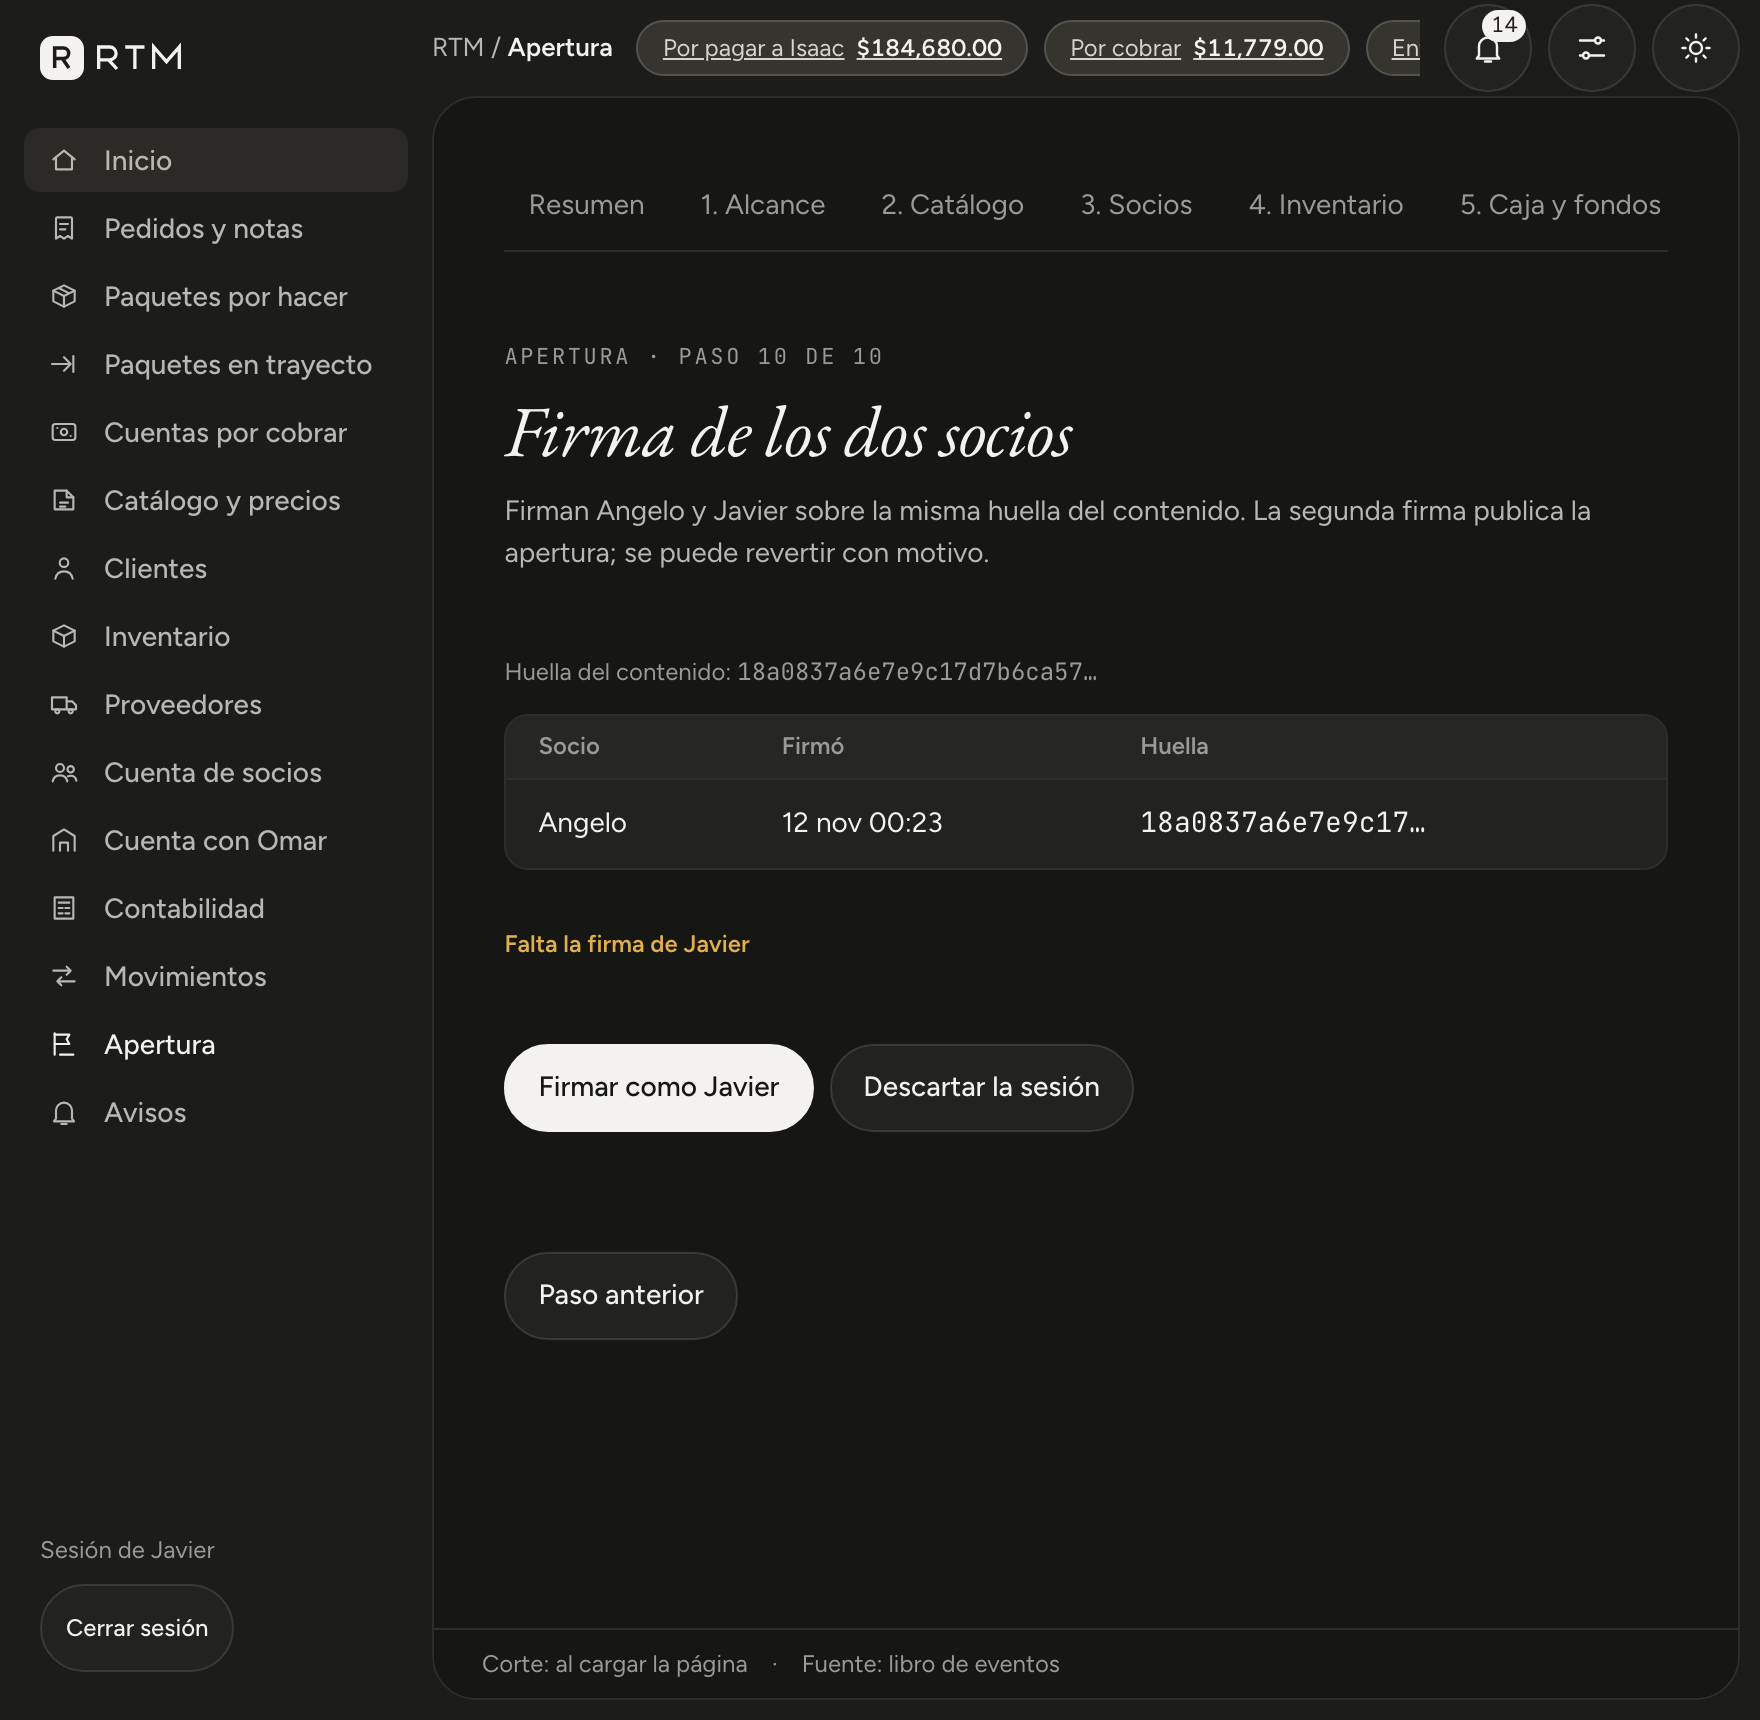 R RTM
Inicio
Pedidos y notas
Paquetes por hacer
Paquetes en trayecto
Cuentas por cobrar
Catálogo y precios
Clientes
Inventario
Proveedores
Cuenta de socios
Cuenta con Omar
Contabilidad
Movimientos
Apertura
Avisos
Sesión de Javier
Cerrar sesión
RTM / Apertura
Por pagar a Isaac $184,680.00
Por cobrar $11,779.00
En
14
Resumen
1. Alcance
2. Catálogo
3. Socios
4. Inventario
5. Caja y fondos
APERTURA · PASO 10 DE 10
Firma de los dos socios
Firman Angelo y Javier sobre la misma huella del contenido. La segunda firma publica la
apertura; se puede revertir con motivo.
Huella del contenido: 18a0837a6e7e9c17d7b6ca57…
Socio Firmó Huella
Angelo 12 nov 00:23 18a0837a6e7e9c17…
Falta la firma de Javier
Firmar como Javier
Descartar la sesión
Paso anterior
Corte: al cargar la página · Fuente: libro de eventos